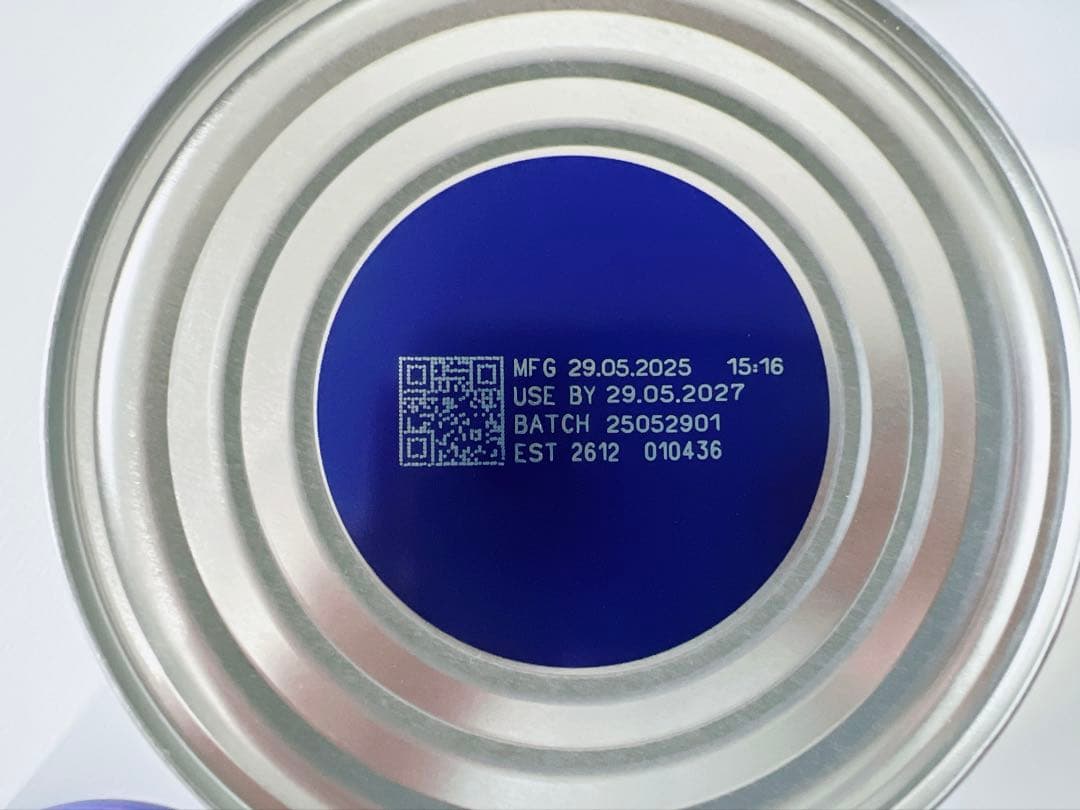 MFG 29.05.2025 15:16
USE BY 29.05.2027
BATCH 25052901
EST 2612 010436